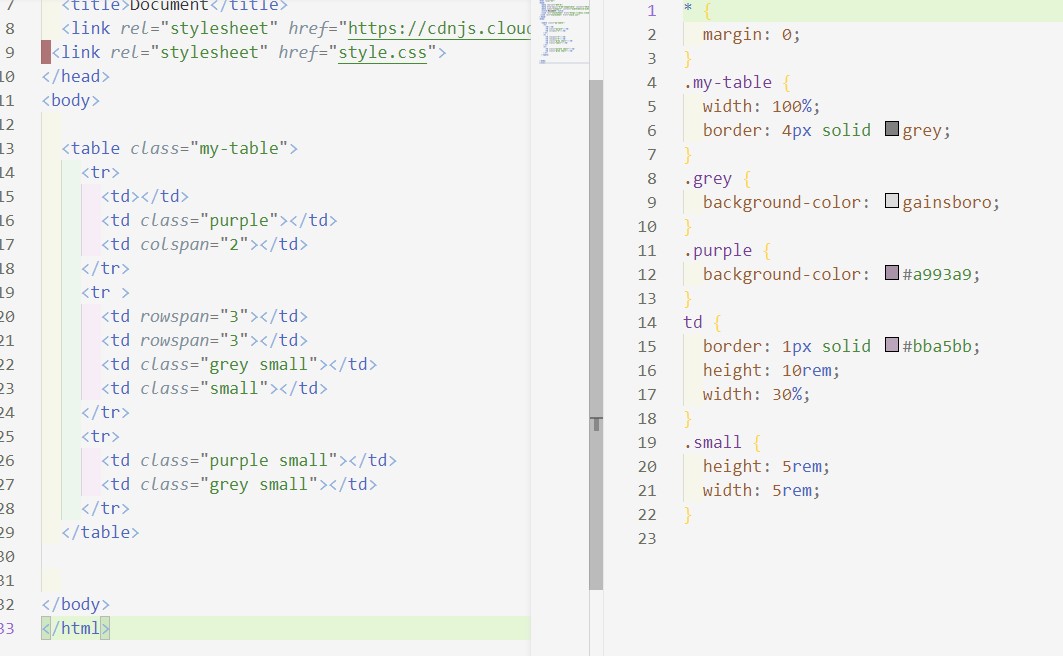 7 <title>Document</title>
8 <link rel="stylesheet" href="https://cdnjs.cloud
9 <link rel="stylesheet" href="style.css">
10 </head>
11 <body>
12
13 <table class="my-table">
14 <tr>
15 <td></td>
16 <td class="purple"></td>
17 <td colspan="2"></td>
18 </tr>
19 <tr >
20 <td rowspan="3"></td>
21 <td rowspan="3"></td>
22 <td class="grey small"></td>
23 <td class="small"></td>
24 </tr>
25 <tr>
26 <td class="purple small"></td>
27 <td class="grey small"></td>
28 </tr>
29 </table>
30
31
32 </body>
33 </html>
1 * {
2 margin: 0;
3 }
4 .my-table {
5 width: 100%;
6 border: 4px solid grey;
7 }
8 .grey {
9 background-color: gainsboro;
10 }
11 .purple {
12 background-color: #a993a9;
13 }
14 td {
15 border: 1px solid #bba5bb;
16 height: 10rem;
17 width: 30%;
18 }
19 .small {
20 height: 5rem;
21 width: 5rem;
22 }
23